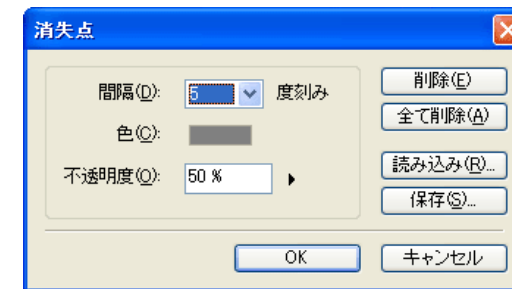 消失点
間隔(D): 5 度刻み
色(C):
不透明度(O): 50 %
削除(E)
全て削除(A)
読み込み(R)...
保存(S)...
OK
キャンセル